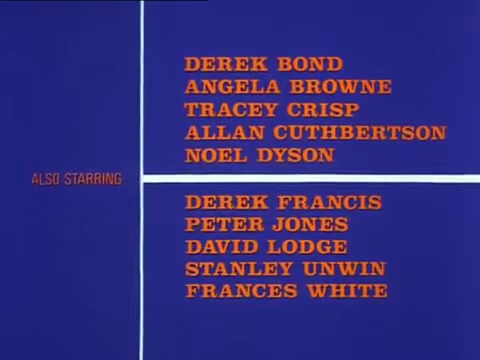 DEREK BOND
ANGELA BROWNE
TRACEY CRISP
ALLAN CUTHBERTSON
NOEL DYSON
ALSO STARRING
DEREK FRANCIS
PETER JONES
DAVID LODGE
STANLEY UNWIN
FRANCES WHITE